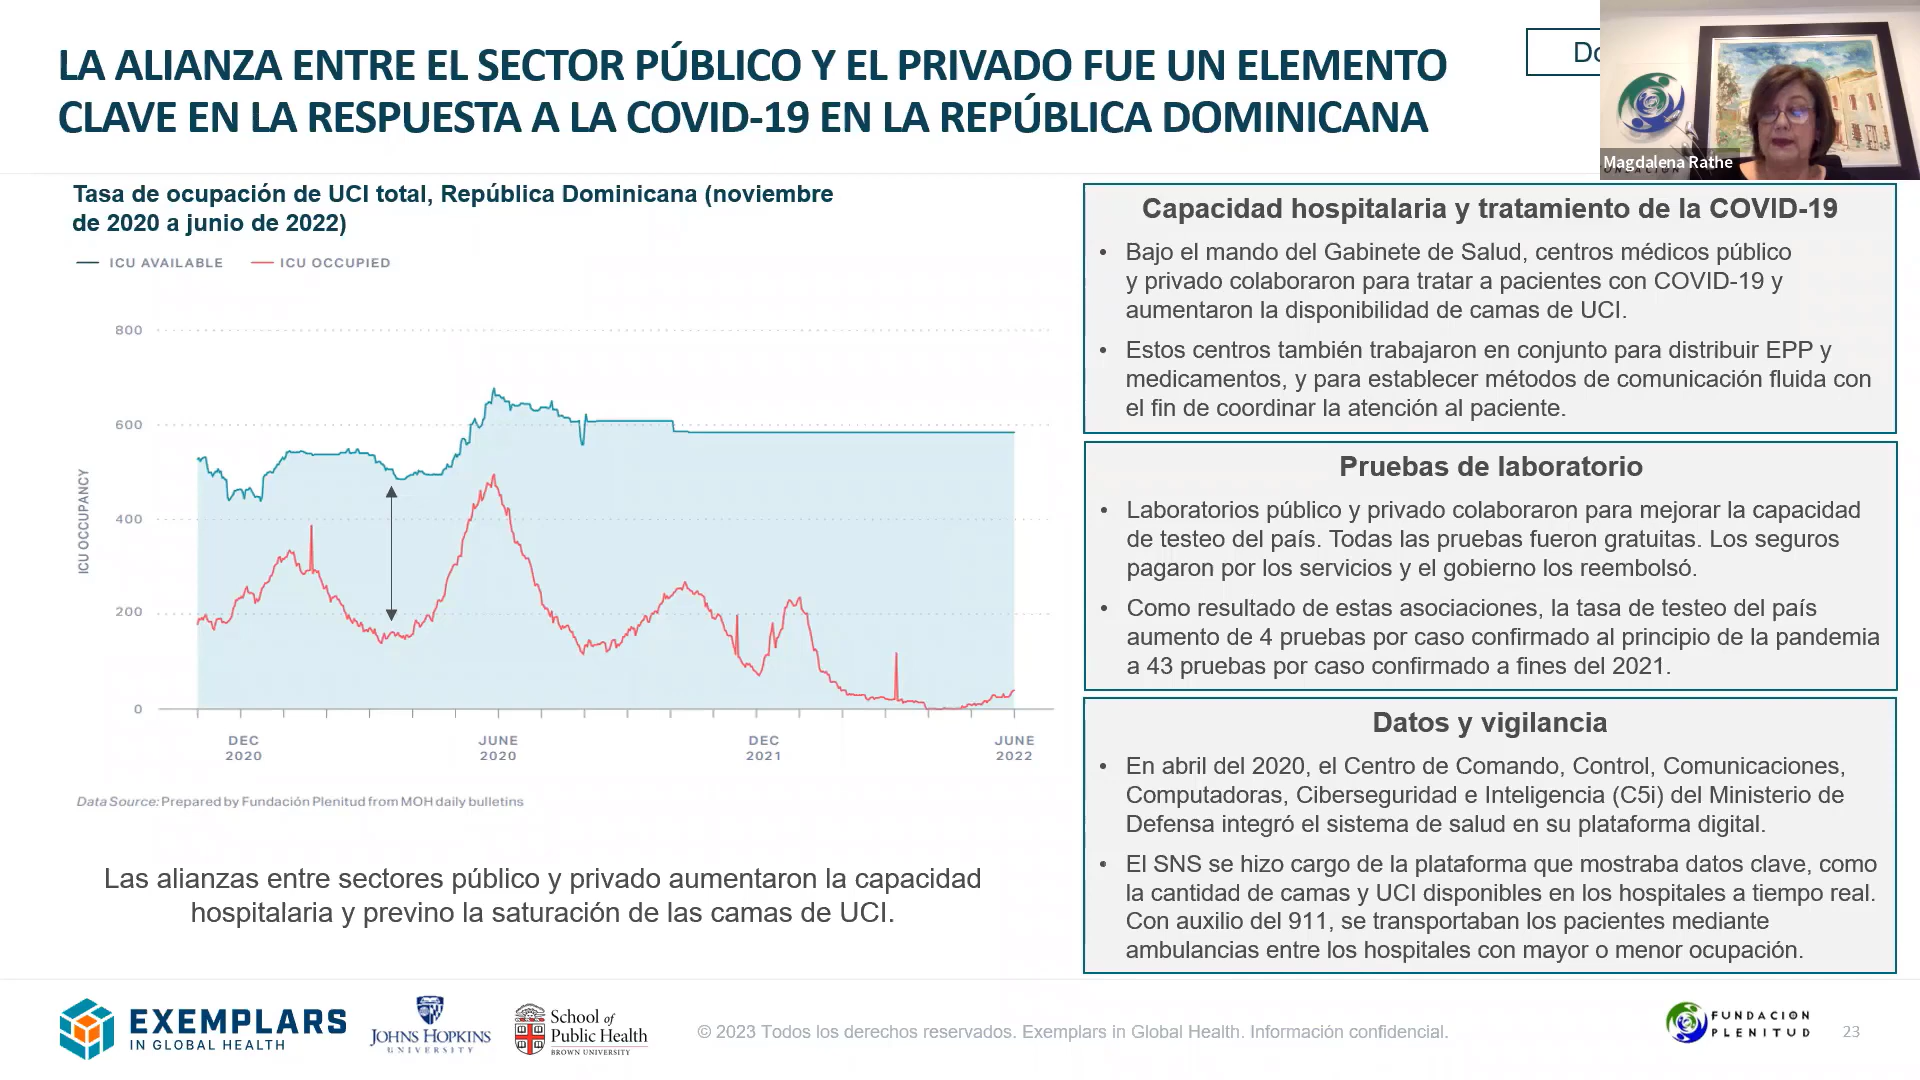 LA ALIANZA ENTRE EL SECTOR PÚBLICO Y EL PRIVADO FUE UN ELEMENTO
CLAVE EN LA RESPUESTA A LA COVID-19 EN LA REPÚBLICA DOMINICANA
Magdalena Rathe
Tasa de ocupación de UCI total, República Dominicana (noviembre
de 2020 a junio de 2022)
ICU AVAILABLE
ICU OCCUPIED
ICU OCCUPANCY
800
600
400
200
0
DEC
2020
JUNE
2020
DEC
2021
JUNE
2022
Data Source: Prepared by Fundación Plenitud from MOH daily bulletins
Las alianzas entre sectores público y privado aumentaron la capacidad
hospitalaria y previno la saturación de las camas de UCI.
Capacidad hospitalaria y tratamiento de la COVID-19
• Bajo el mando del Gabinete de Salud, centros médicos público
y privado colaboraron para tratar a pacientes con COVID-19 y
aumentaron la disponibilidad de camas de UCI.
• Estos centros también trabajaron en conjunto para distribuir EPP y
medicamentos, y para establecer métodos de comunicación fluida con
el fin de coordinar la atención al paciente.
Pruebas de laboratorio
• Laboratorios público y privado colaboraron para mejorar la capacidad
de testeo del país. Todas las pruebas fueron gratuitas. Los seguros
pagaron por los servicios y el gobierno los reembolsó.
• Como resultado de estas asociaciones, la tasa de testeo del país
aumento de 4 pruebas por caso confirmado al principio de la pandemia
a 43 pruebas por caso confirmado a fines del 2021.
Datos y vigilancia
• En abril del 2020, el Centro de Comando, Control, Comunicaciones,
Computadoras, Ciberseguridad e Inteligencia (C5i) del Ministerio de
Defensa integró el sistema de salud en su plataforma digital.
• El SNS se hizo cargo de la plataforma que mostraba datos clave, como
la cantidad de camas y UCI disponibles en los hospitales a tiempo real.
Con auxilio del 911, se transportaban los pacientes mediante
ambulancias entre los hospitales con mayor o menor ocupación.
EXEMPLARS
IN GLOBAL HEALTH
JOHNS HOPKINS
UNIVERSITY
School of
Public Health
BROWN UNIVERSITY
© 2023 Todos los derechos reservados. Exemplars in Global Health. Información confidencial.
FUNDACIÓN
PLENITUD
23